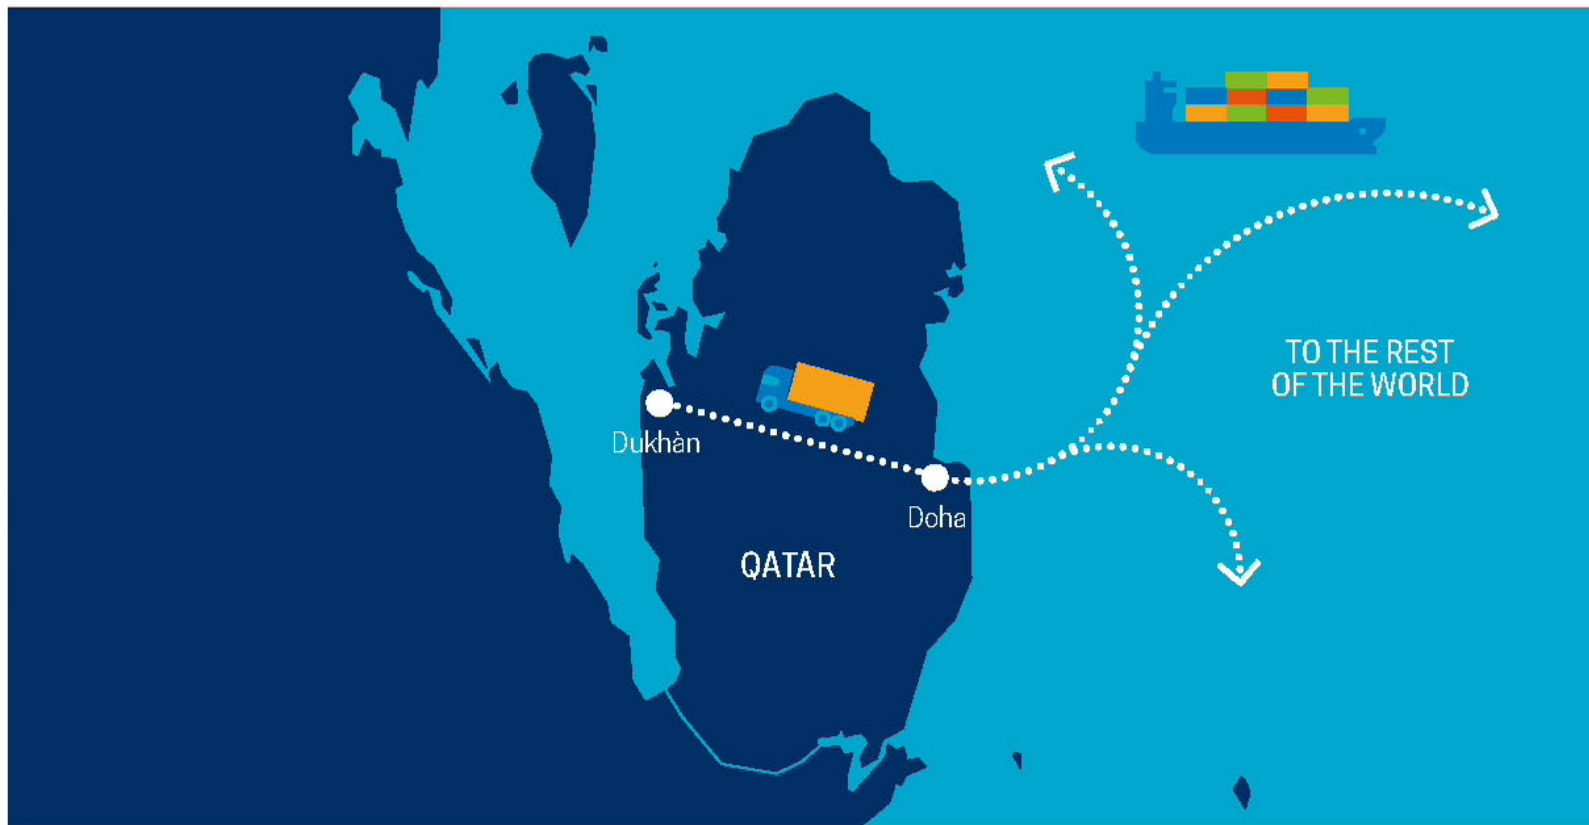 TO THE REST
OF THE WORLD
Dukhàn
Doha
QATAR